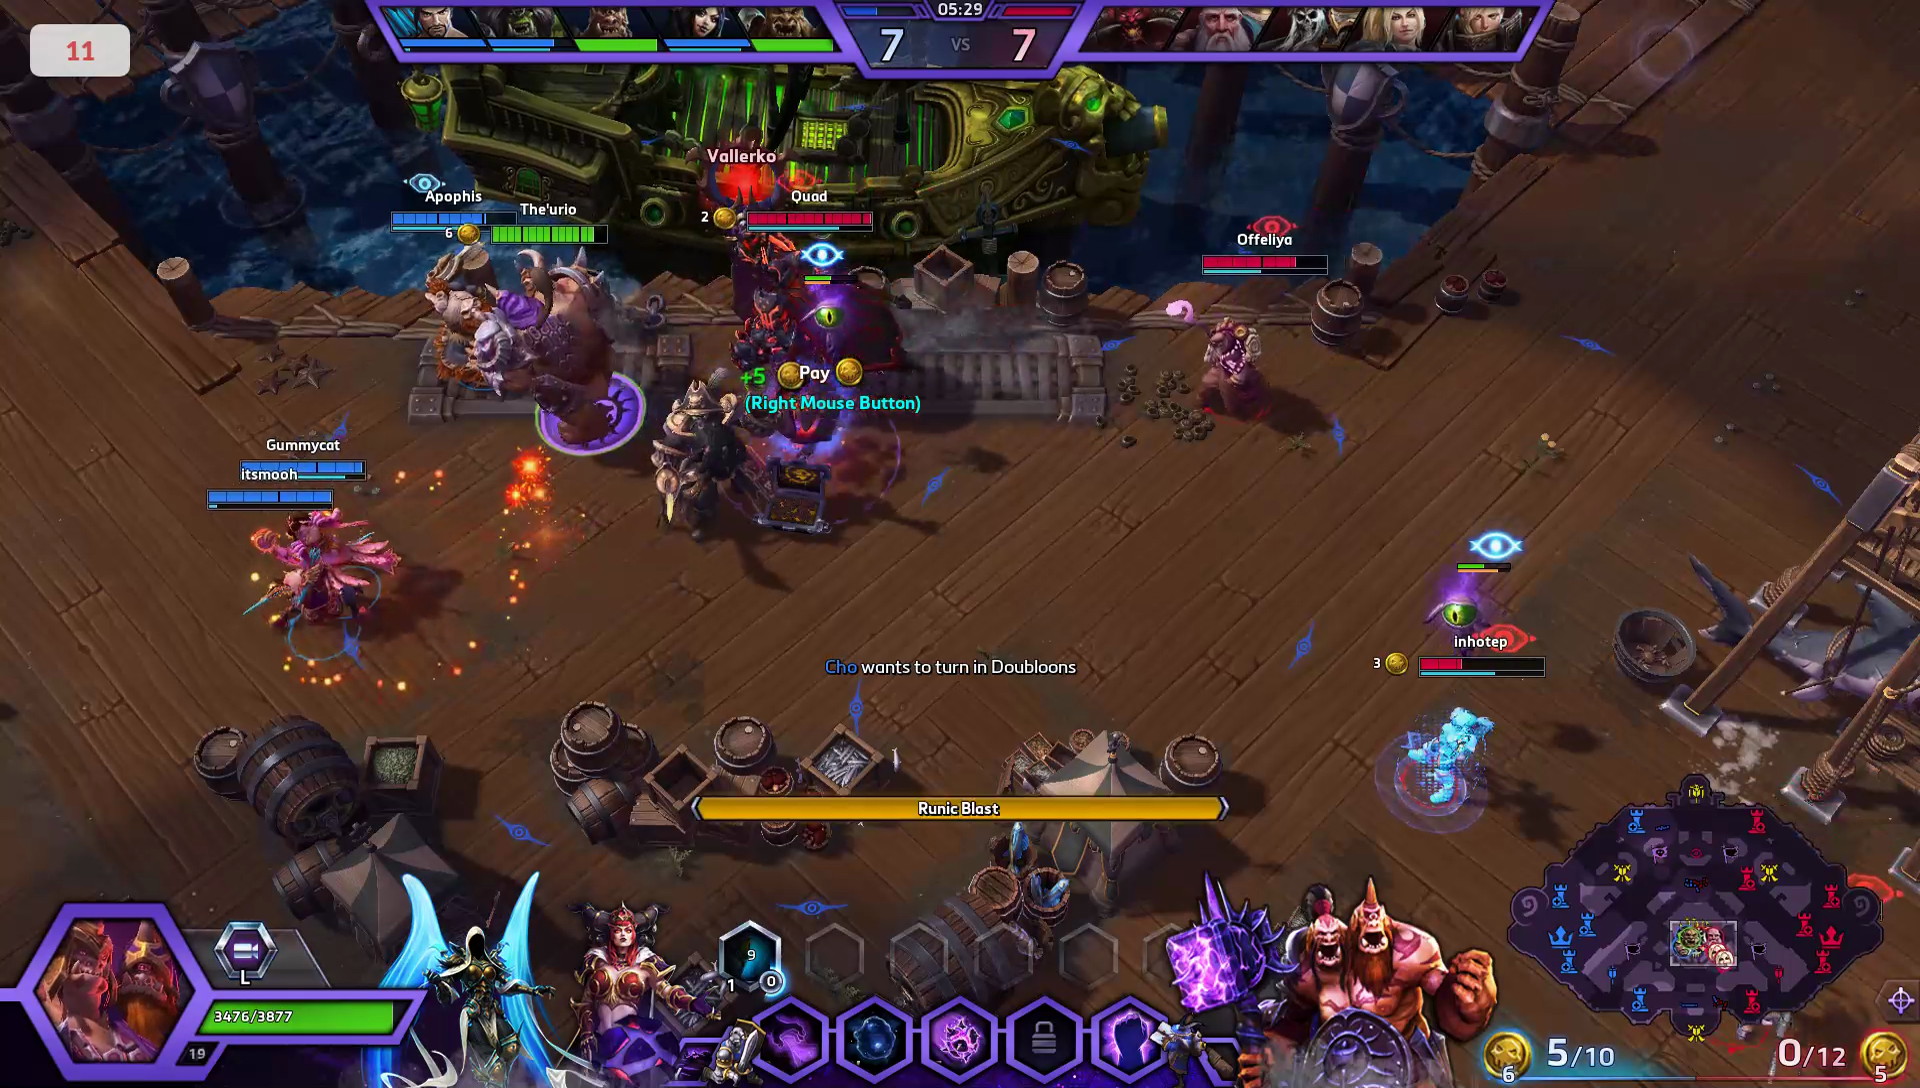 11
05:29
7 VS 7
Vallerko
Apophis
The'urio
Quad
2
6
Offeliya
+5 Pay
(Right Mouse Button)
Gummycat
itsmooh
inhotep
3
Cho wants to turn in Doubloons
Runic Blast
L
9
1 0
3476/3877
19
5/10
6
0/12
5